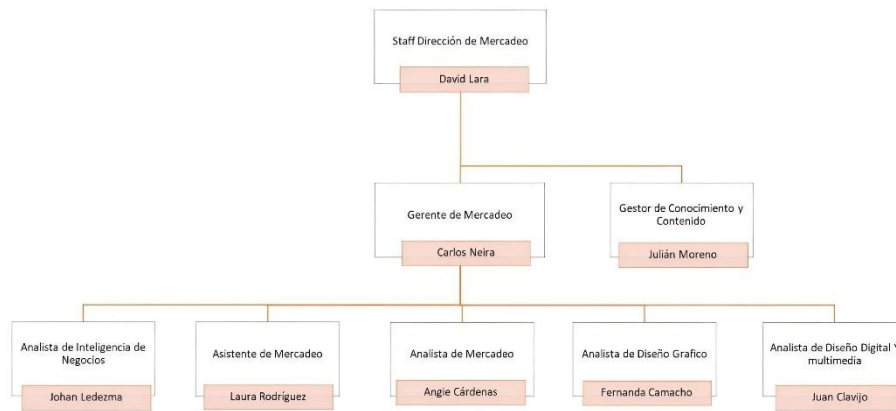 Staff Dirección de Mercadeo
David Lara
Gerente de Mercadeo
Carlos Neira
Gestor de Conocimiento y
Contenido
Julián Moreno
Analista de Inteligencia de
Negocios
Johan Ledezma
Asistente de Mercadeo
Laura Rodríguez
Analista de Mercadeo
Angie Cárdenas
Analista de Diseño Grafico
Fernanda Camacho
Analista de Diseño Digital Y
multimedia
Juan Clavijo